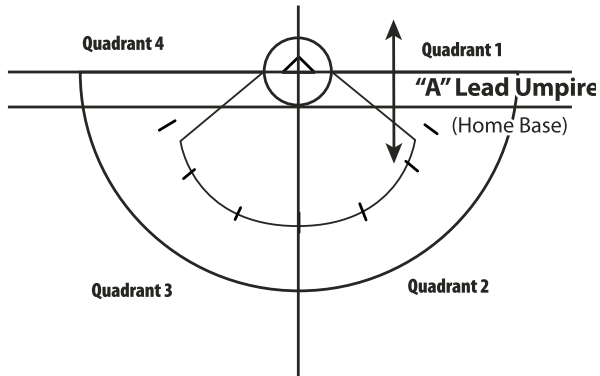 Quadrant 4
Quadrant 1
“A” Lead Umpire
(Home Base)
Quadrant 3
Quadrant 2